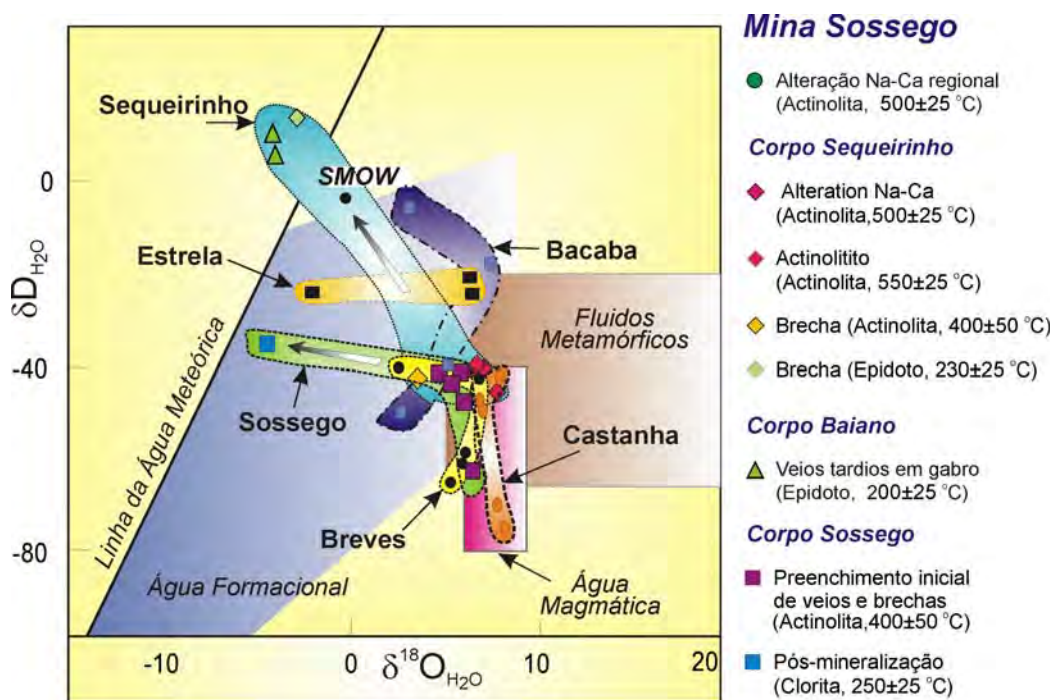 Mina Sossego
Alteração Na-Ca regional
(Actinolita, 500±25 °C)
Corpo Sequeirinho
Alteration Na-Ca
(Actinolita,500±25 °C)
Actinolitito
(Actinolita, 550±25 °C)
Brecha (Actinolita, 400±50 °C)
Brecha (Epidoto, 230±25 °C)
Corpo Baiano
Veios tardios em gabro
(Epidoto, 200±25 °C)
Corpo Sossego
Preenchimento inicial
de veios e brechas
(Actinolita,400±50 °C)
Pós-mineralização
(Clorita, 250±25 °C)
Sequeirinho
SMOW
Estrela
Bacaba
Fluidos
Metamórficos
Sossego
Castanha
Breves
Linha da Água Meteórica
Água Formacional
Água
Magmática
δD H₂O
0
-40
-80
-10
0
δ¹⁸O H₂O
10
20